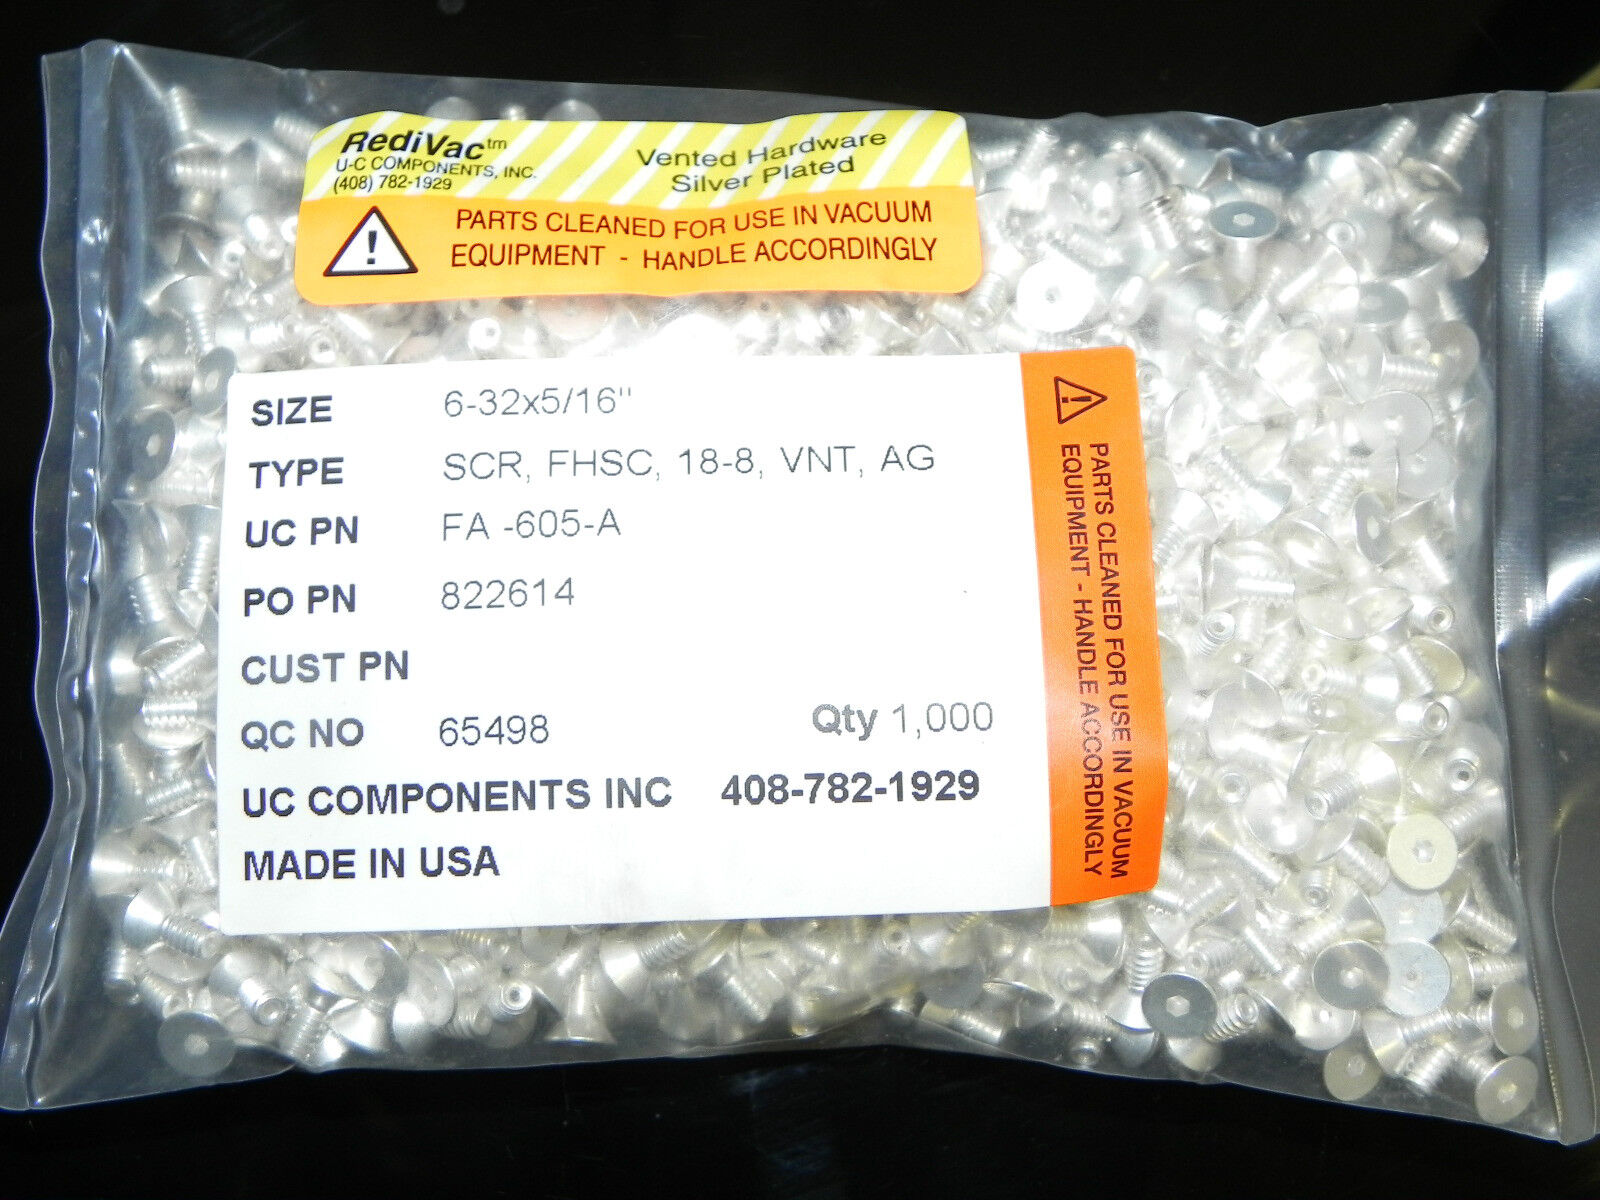 RediVac tm
U-C COMPONENTS, INC.
(408) 782-1929
Vented Hardware
Silver Plated
PARTS CLEANED FOR USE IN VACUUM
EQUIPMENT - HANDLE ACCORDINGLY
SIZE 6-32x5/16"
TYPE SCR, FHSC, 18-8, VNT, AG
UC PN FA -605-A
PO PN 822614
CUST PN
QC NO 65498 Qty 1,000
UC COMPONENTS INC 408-782-1929
MADE IN USA
PARTS CLEANED FOR USE IN VACUUM
EQUIPMENT - HANDLE ACCORDINGLY